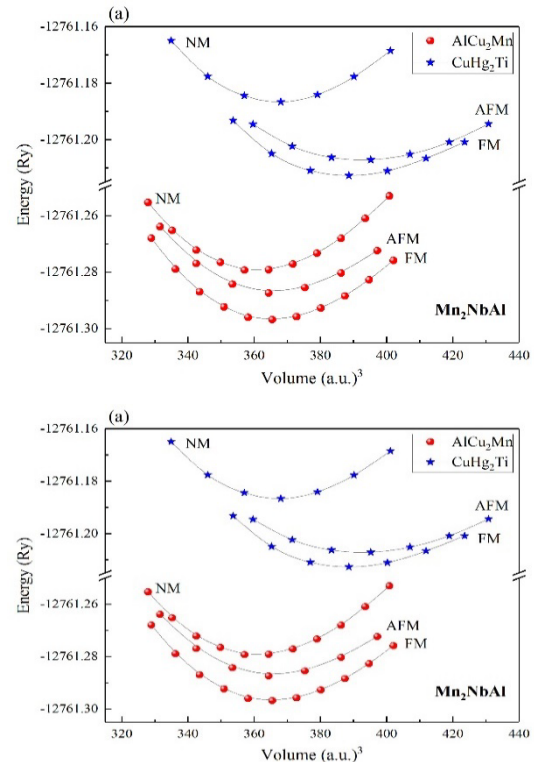 (a)
-12761.16
-12761.18
-12761.20
-12761.26
-12761.28
-12761.30
Energy (Ry)
NM
AlCu₂Mn
CuHg₂Ti
AFM
FM
NM
AFM
FM
Mn₂NbAl
320 340 360 380 400 420 440
Volume (a.u.)³
(a)
-12761.16
-12761.18
-12761.20
-12761.26
-12761.28
-12761.30
Energy (Ry)
NM
AlCu₂Mn
CuHg₂Ti
AFM
FM
NM
AFM
FM
Mn₂NbAl
320 340 360 380 400 420 440
Volume (a.u.)³